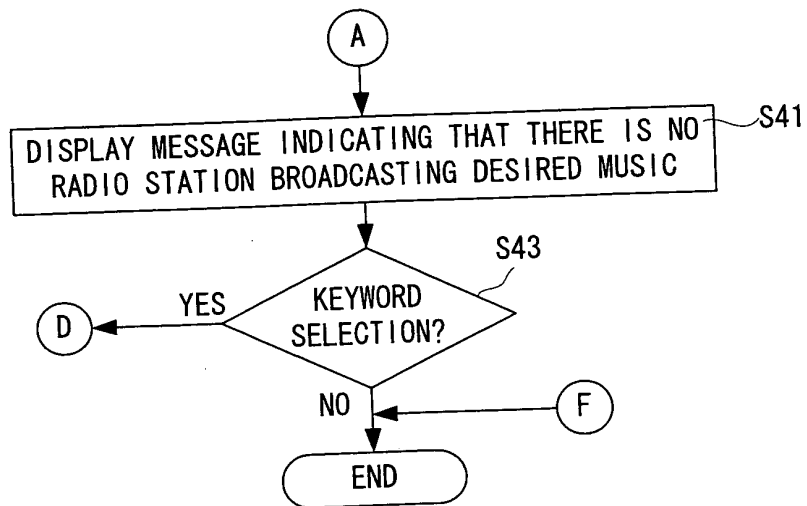 A
DISPLAY MESSAGE INDICATING THAT THERE IS NO
RADIO STATION BROADCASTING DESIRED MUSIC
S41
S43
KEYWORD
SELECTION?
YES
D
NO
F
END